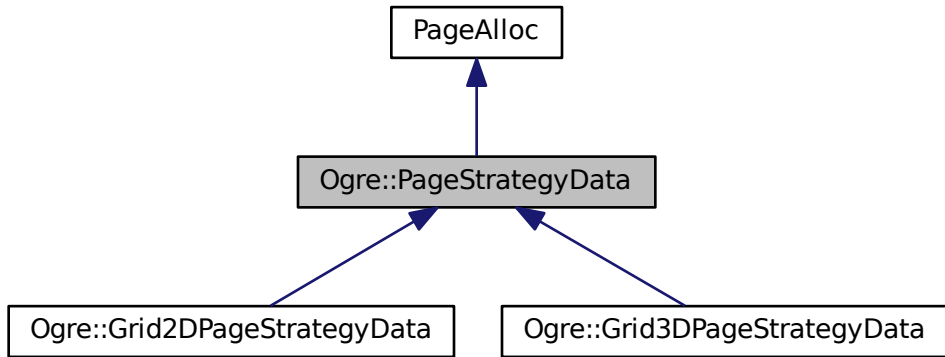 PageAlloc
Ogre::PageStrategyData
Ogre::Grid2DPageStrategyData
Ogre::Grid3DPageStrategyData